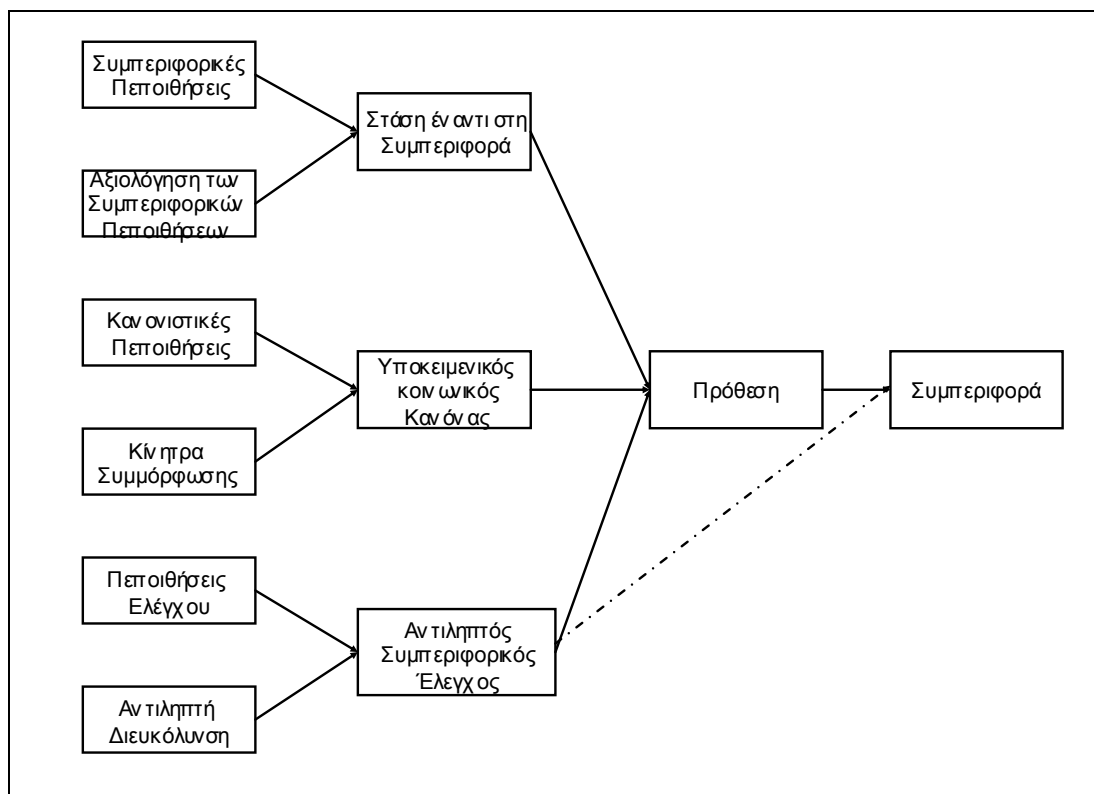 Συμπεριφορικές
Πεποιθήσεις
Αξιολόγηση των
Συμπεριφορικών
Πεποιθήσεων
Στάση έναντι στη
Συμπεριφορά
Κανονιστικές
Πεποιθήσεις
Κίνητρα
Συμμόρφωσης
Υποκειμενικός
κοινωνικός
Κανόνας
Πρόθεση
Συμπεριφορά
Πεποιθήσεις
Ελέγχου
Αντιληπτή
Διευκόλυνση
Αντιληπτός
Συμπεριφορικός
Έλεγχος